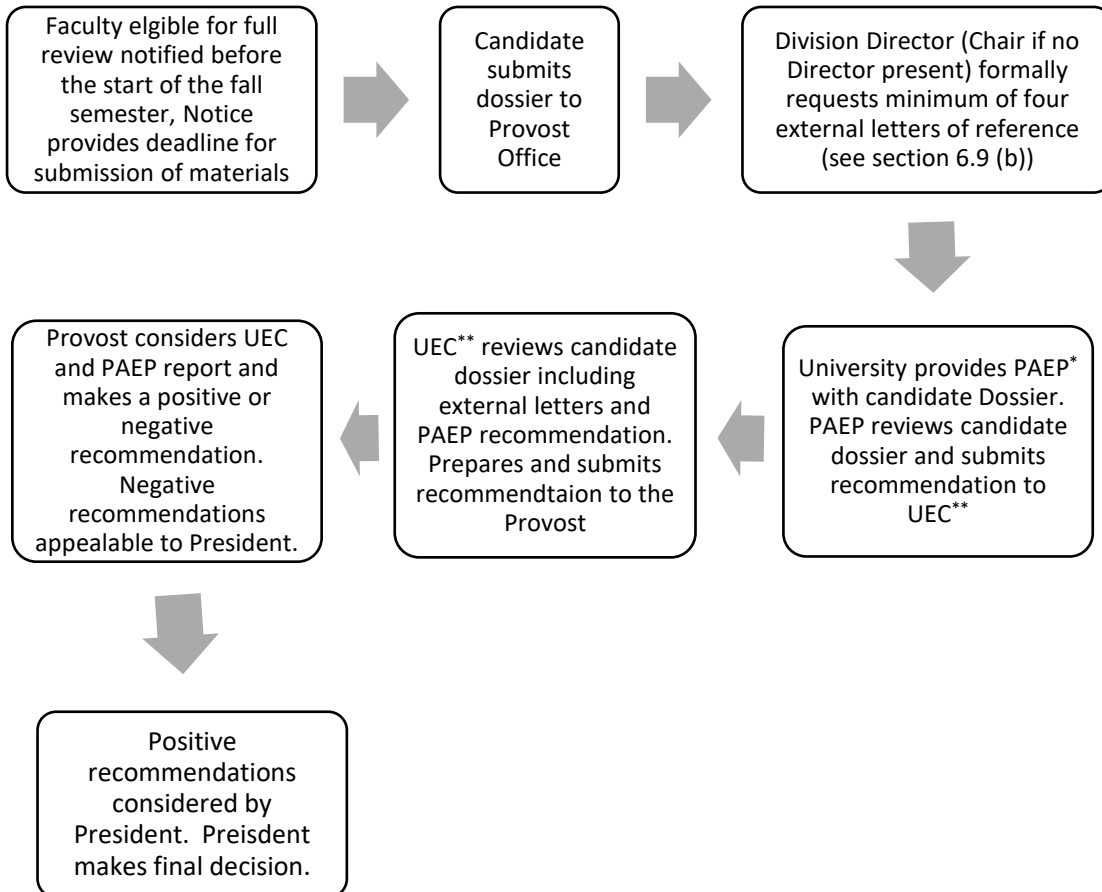 Faculty elgible for full
review notified before
the start of the fall
semester, Notice
provides deadline for
submission of materials
Candidate
submits
dossier to
Provost
Office
Division Director (Chair if no
Director present) formally
requests minimum of four
external letters of reference
(see section 6.9 (b))
University provides PAEP*
with candidate Dossier.
PAEP reviews candidate
dossier and submits
recommendation to
UEC**
UEC** reviews candidate
dossier including
external letters and
PAEP recommendation.
Prepares and submits
recommendtaion to the
Provost
Provost considers UEC
and PAEP report and
makes a positive or
negative
recommendation.
Negative
recommendations
appealable to President.
Positive
recommendations
considered by
President.  Preisdent
makes final decision.